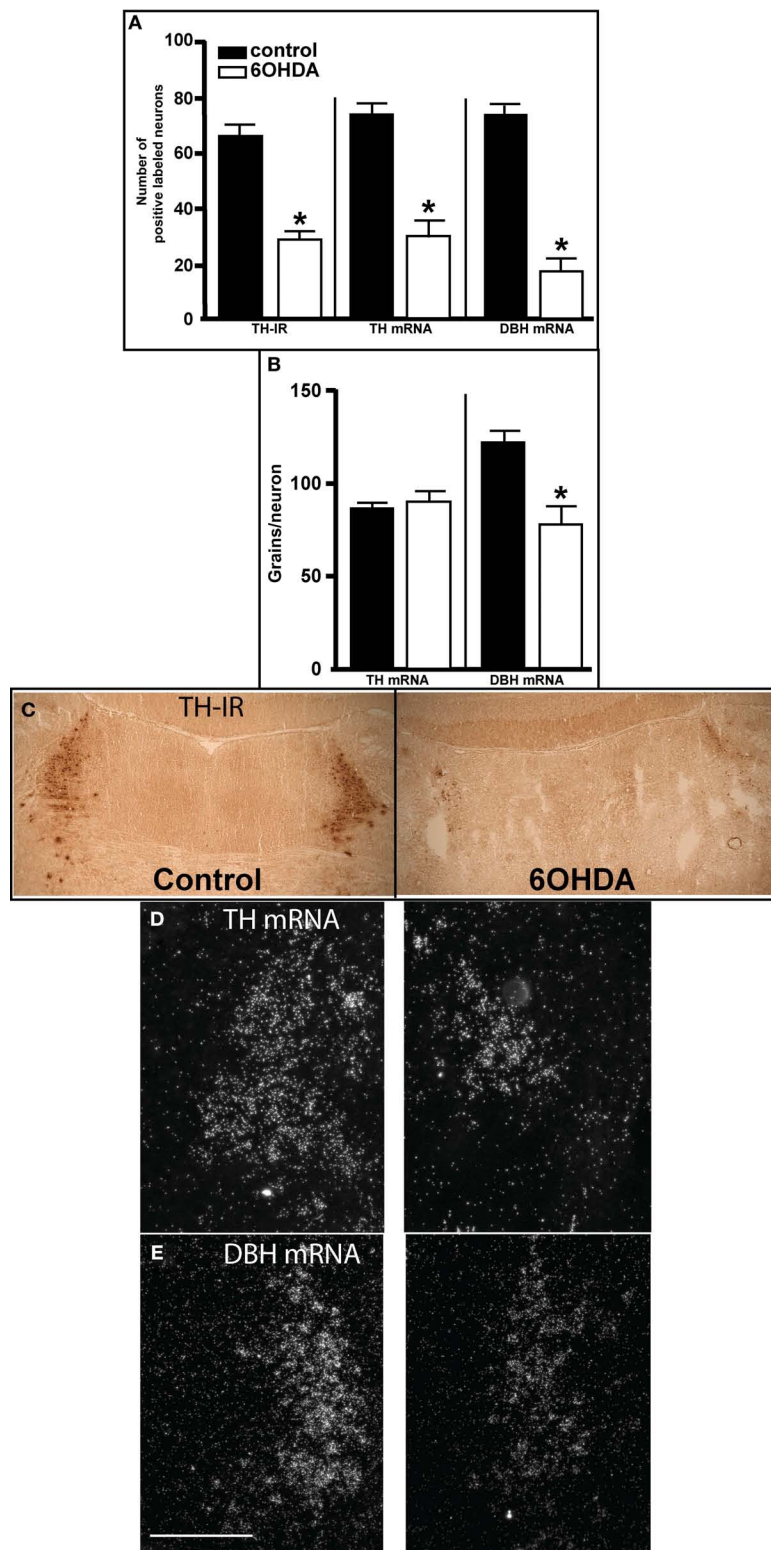 A
100
control
6OHDA
80
60
40
20
0
Number of
positive labeled neurons
*
*
*
TH-IR
TH mRNA
DBH mRNA
B
150
100
50
0
Grains/neuron
*
TH mRNA
DBH mRNA
C
TH-IR
Control
6OHDA
D
TH mRNA
E
DBH mRNA